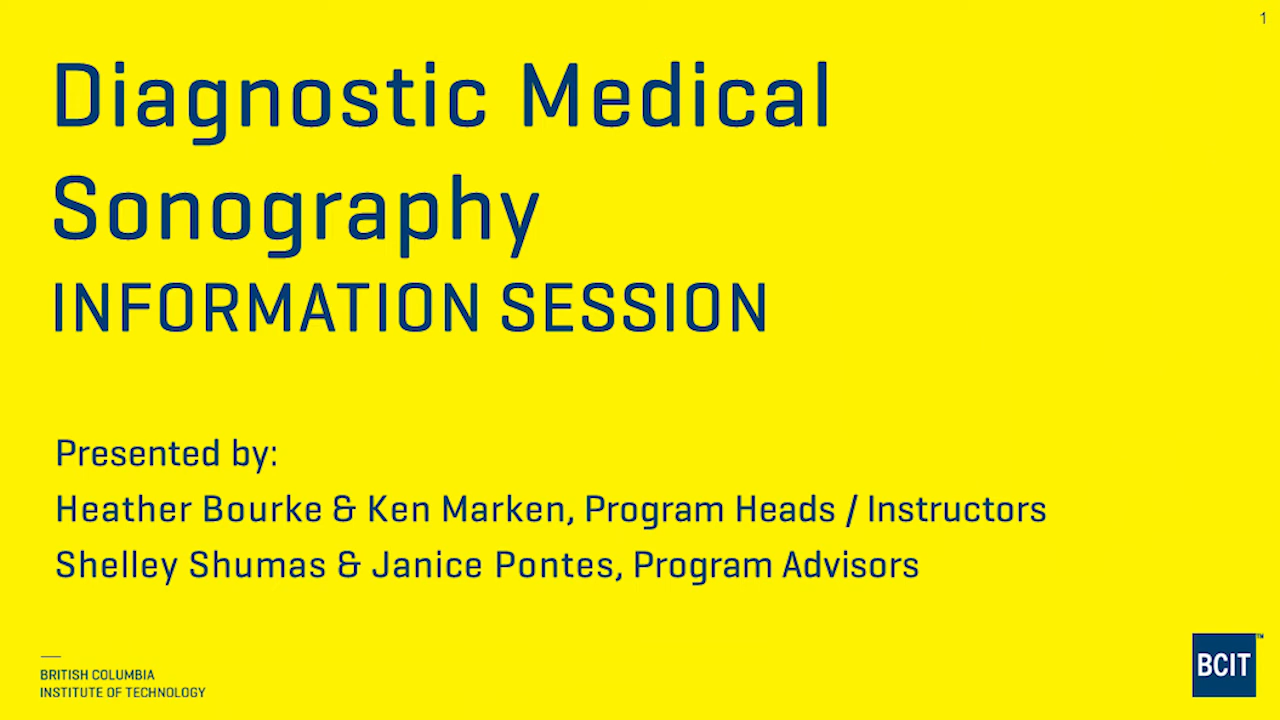 1
Diagnostic Medical
Sonography
INFORMATION SESSION
Presented by:
Heather Bourke & Ken Marken, Program Heads / Instructors
Shelley Shumas & Janice Pontes, Program Advisors
BRITISH COLUMBIA
INSTITUTE OF TECHNOLOGY
BCIT™